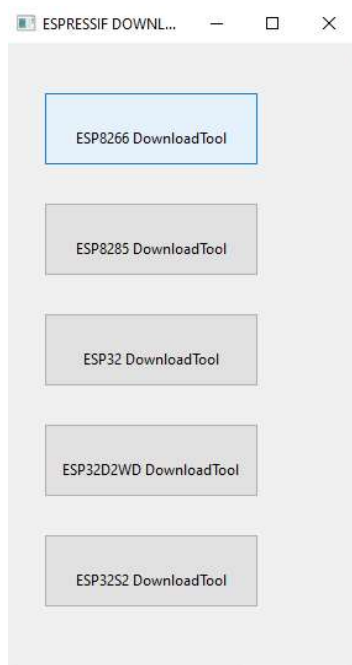 ESPRESSIF DOWNL...
ESP8266 DownloadTool
ESP8285 DownloadTool
ESP32 DownloadTool
ESP32D2WD DownloadTool
ESP32S2 DownloadTool